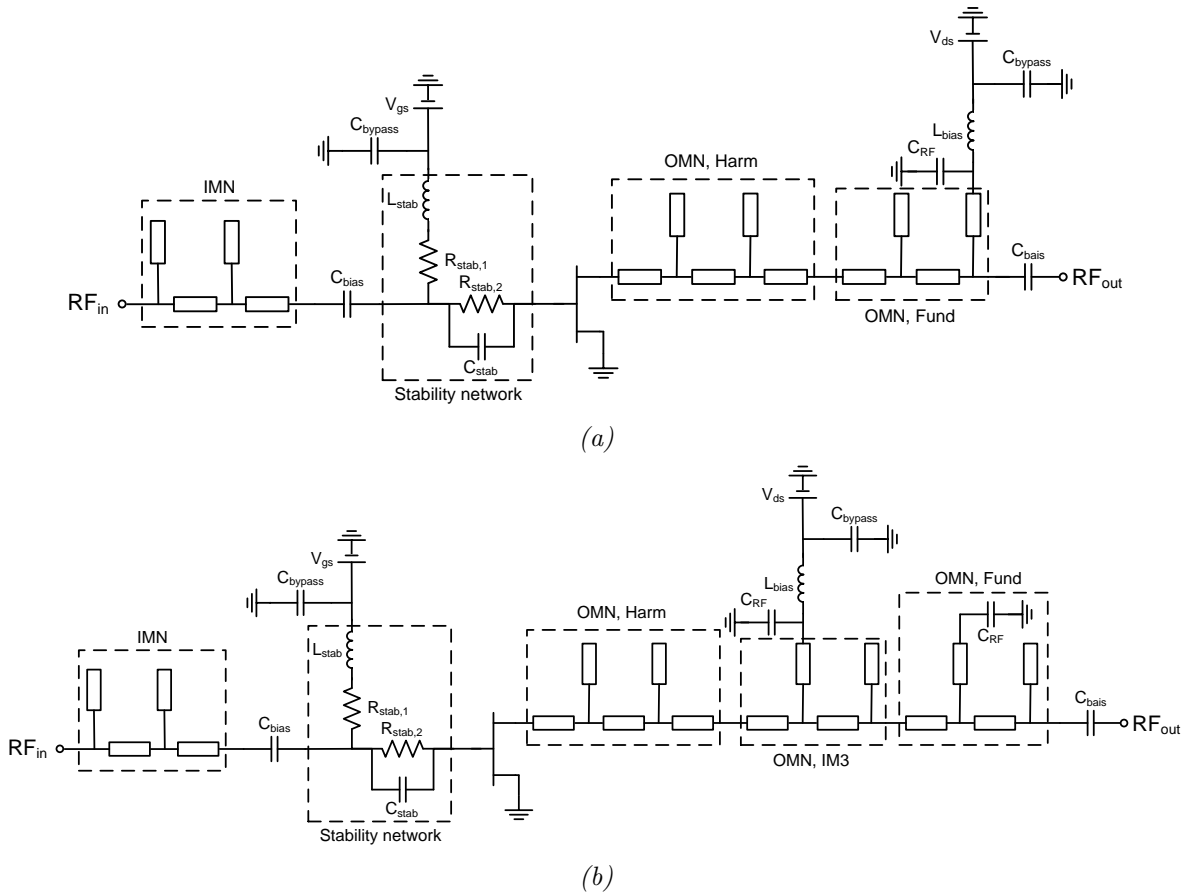 V_ds
C_bypass
V_gs
C_bypass
L_bias
OMN, Harm
C_RF
IMN
L_stab
R_stab,1
C_bias
R_stab,2
C_bais
RF_in
RF_out
OMN, Fund
C_stab
Stability network
(a)
V_ds
C_bypass
V_gs
C_bypass
L_bias
OMN, Fund
C_RF
OMN, Harm
C_RF
IMN
L_stab
R_stab,1
C_bias
R_stab,2
C_bais
RF_in
RF_out
OMN, IM3
C_stab
Stability network
(b)